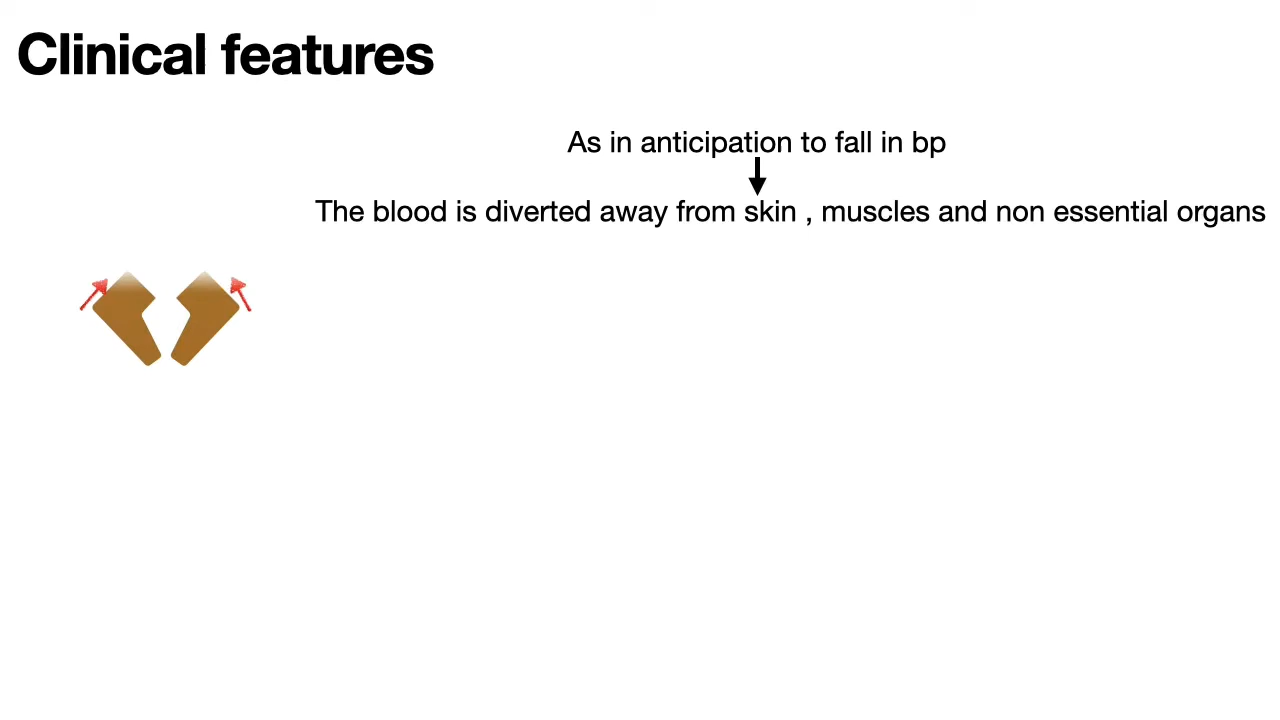 Clinical features
As in anticipation to fall in bp
The blood is diverted away from skin , muscles and non essential organs